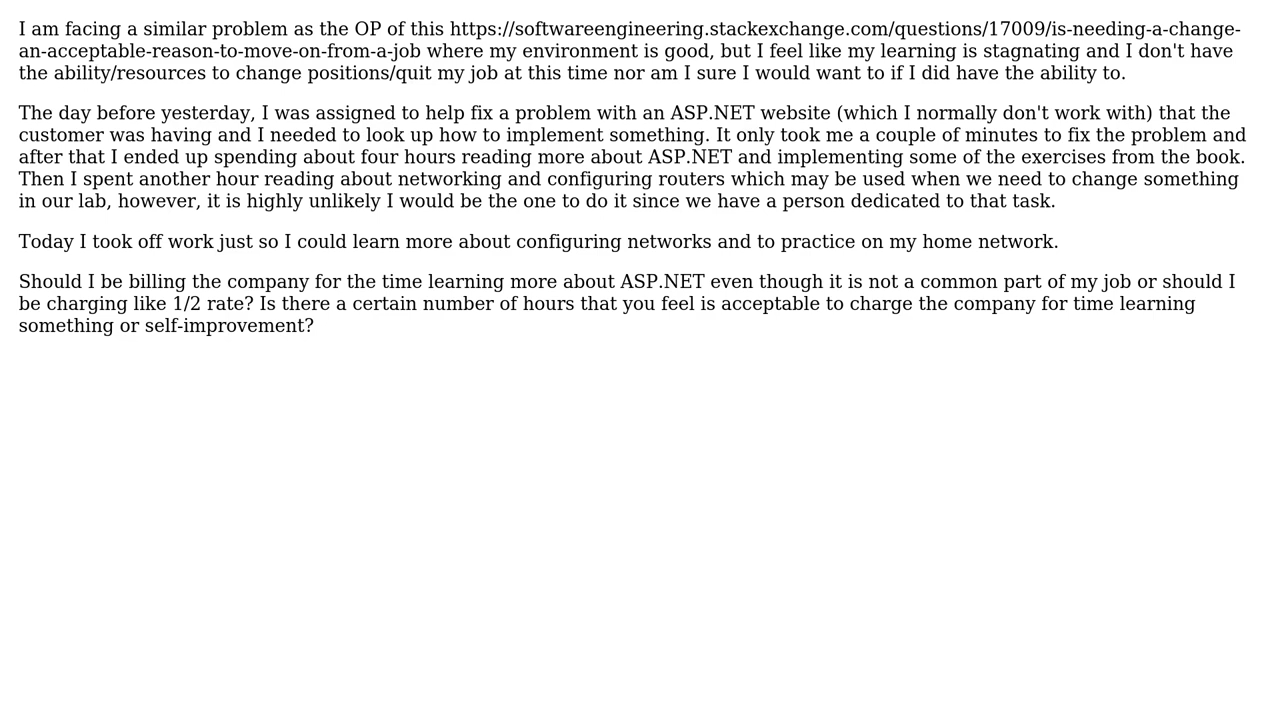 I am facing a similar problem as the OP of this https://softwareengineering.stackexchange.com/questions/17009/is-needing-a-change-
an-acceptable-reason-to-move-on-from-a-job where my environment is good, but I feel like my learning is stagnating and I don't have
the ability/resources to change positions/quit my job at this time nor am I sure I would want to if I did have the ability to.
The day before yesterday, I was assigned to help fix a problem with an ASP.NET website (which I normally don't work with) that the
customer was having and I needed to look up how to implement something. It only took me a couple of minutes to fix the problem and
after that I ended up spending about four hours reading more about ASP.NET and implementing some of the exercises from the book.
Then I spent another hour reading about networking and configuring routers which may be used when we need to change something
in our lab, however, it is highly unlikely I would be the one to do it since we have a person dedicated to that task.
Today I took off work just so I could learn more about configuring networks and to practice on my home network.
Should I be billing the company for the time learning more about ASP.NET even though it is not a common part of my job or should I
be charging like 1/2 rate? Is there a certain number of hours that you feel is acceptable to charge the company for time learning
something or self-improvement?